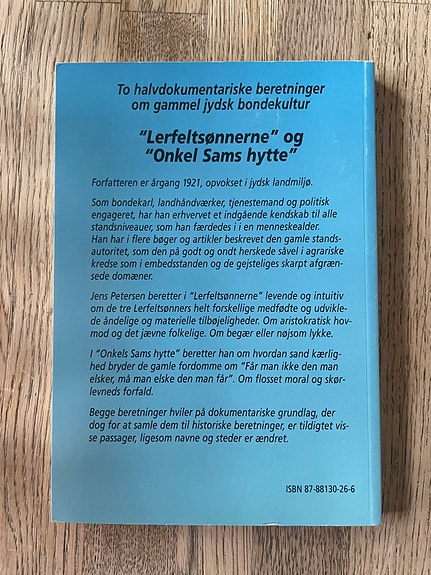 To halvdokumentariske beretninger
om gammel jydsk bondekultur
"Lerfeltsønnerne" og
"Onkel Sams hytte"
Forfatteren er årgang 1921, opvokset i jydsk landmiljø.
Som bondekarl, landhåndværker, tjenestemand og politisk
engageret, har han erhvervet et indgående kendskab til alle
standsniveauer, som han færdedes i i en menneskealder.
Han har i flere bøger og artikler beskrevet den gamle stands-
autoritet, som den på godt og ondt herskede såvel i agrariske
kredse som i embedsstanden og de gejsteliges skarpt afgræn-
sede domæner.
Jens Petersen beretter i "Lerfeltsønnerne" levende og intuitiv
om de tre Lerfeltsønners helt forskellige medfødte og udvik-
lede åndelige og materielle tilbøjeligheder. Om aristokratisk hov-
mod og det jævne folkelige. Om begær eller nøjsom lykke.
I "Onkels Sams hytte" beretter han om hvordan sand kærlig-
hed bryder de gamle fordomme om "Får man ikke den man
elsker, må man elske den man får". Om flosset moral og skør-
levneds forfald.
Begge beretninger hviler på dokumentariske grundlag, der
dog for at samle dem til historiske beretninger, er tildigtet vis-
se passager, ligesom navne og steder er ændret.
ISBN 87-88130-26-6